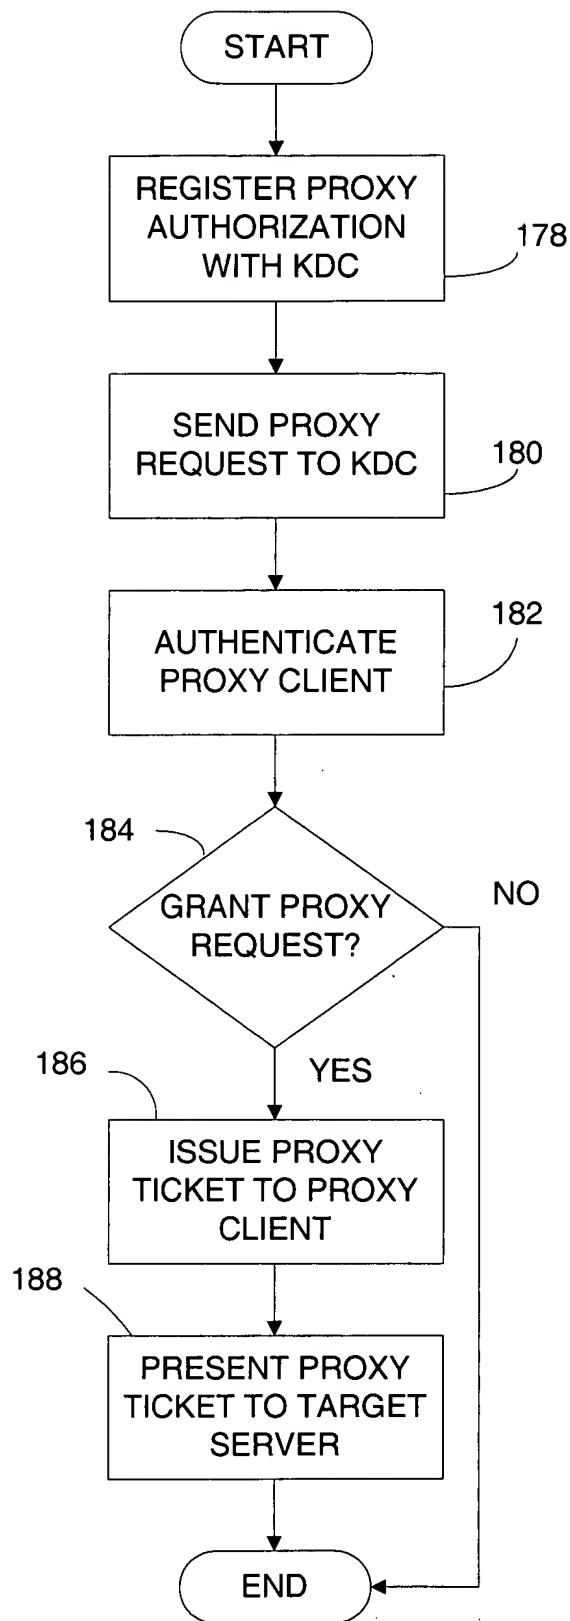 START
REGISTER PROXY
AUTHORIZATION
WITH KDC
178
SEND PROXY
REQUEST TO KDC
180
AUTHENTICATE
PROXY CLIENT
182
184
GRANT PROXY
REQUEST?
NO
YES
186
ISSUE PROXY
TICKET TO PROXY
CLIENT
188
PRESENT PROXY
TICKET TO TARGET
SERVER
END